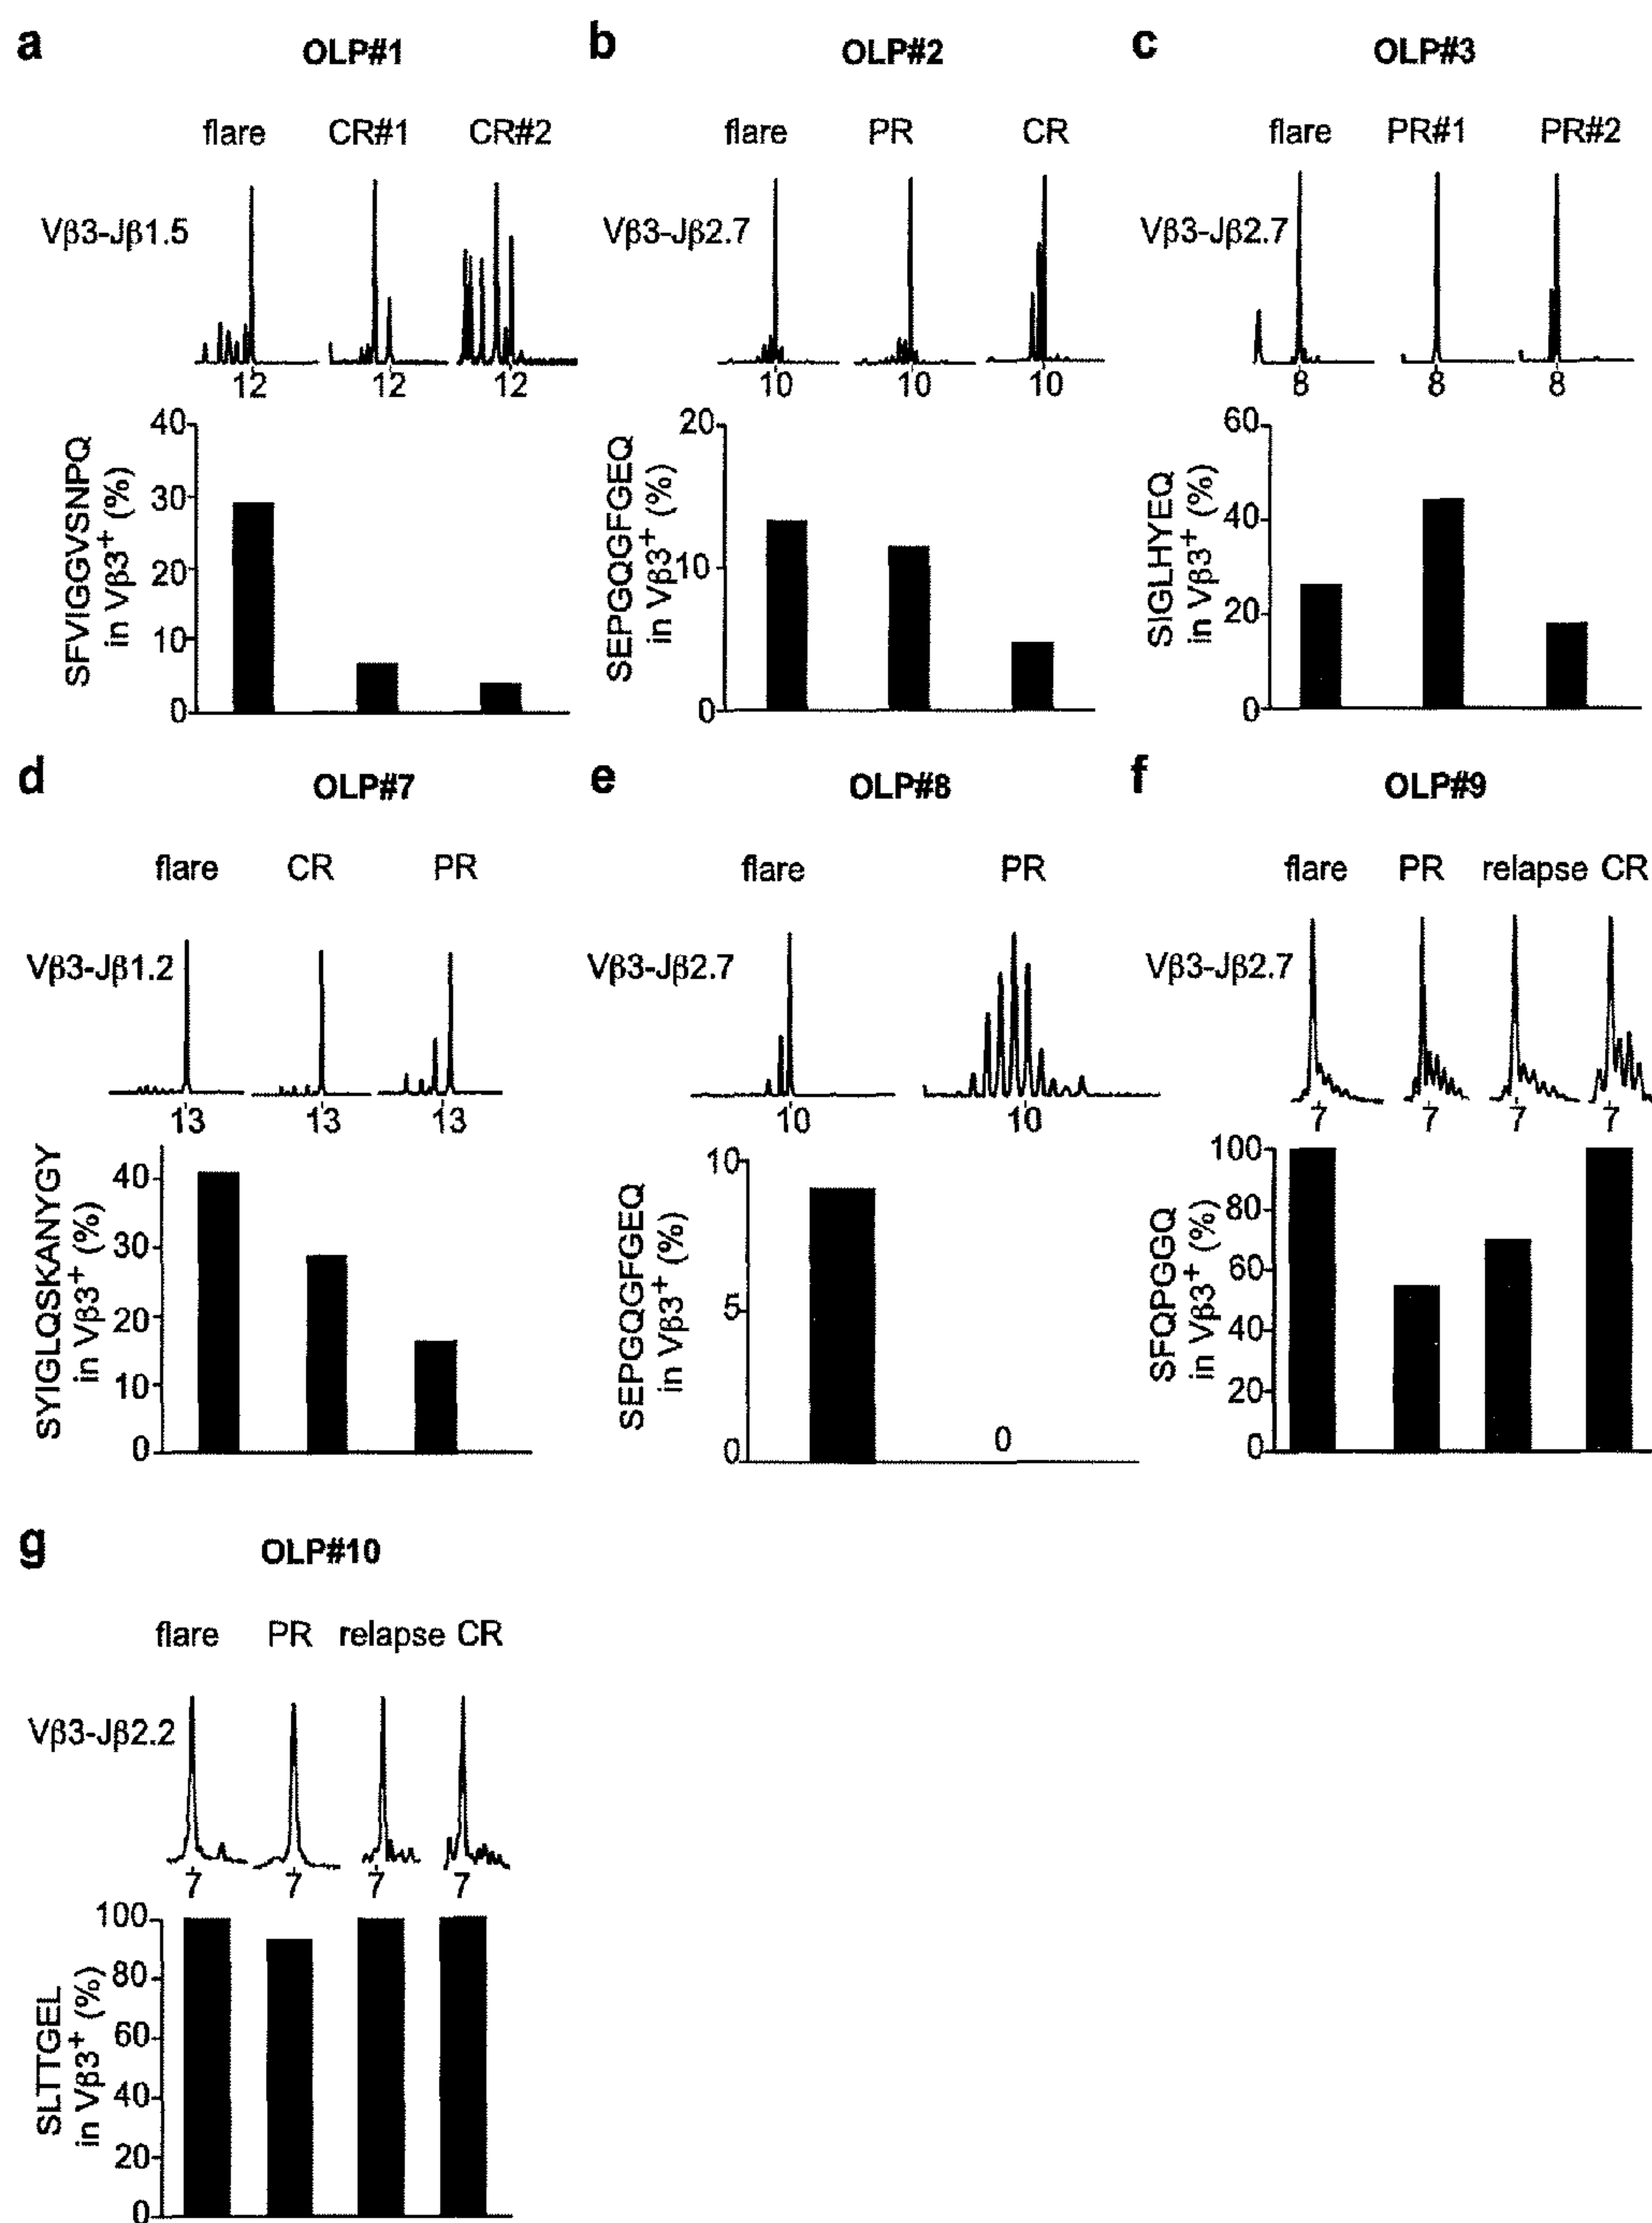 a OLP#1
flare CR#1 CR#2
Vβ3-Jβ1.5
12 12 12
SFVIGGVSNPQ
in Vβ3+ (%)
40
30
20
10
0
b OLP#2
flare PR CR
Vβ3-Jβ2.7
10 10 10
SEPGQGFGEQ
in Vβ3+ (%)
20
10
0
c OLP#3
flare PR#1 PR#2
Vβ3-Jβ2.7
8 8 8
SIGLHYEQ
in Vβ3+ (%)
60
40
20
0
d OLP#7
flare CR PR
Vβ3-Jβ1.2
13 13 13
SYIGLQSKANYGY
in Vβ3+ (%)
40
30
20
10
0
e OLP#8
flare PR
Vβ3-Jβ2.7
10 10
SEPGQGFGEQ
in Vβ3+ (%)
10
5
0
0
f OLP#9
flare PR relapse CR
Vβ3-Jβ2.7
7 7 7 7
SFQPGGQ
in Vβ3+ (%)
100
80
60
40
20
0
g OLP#10
flare PR relapse CR
Vβ3-Jβ2.2
7 7 7 7
SLTTGEL
in Vβ3+ (%)
100
80
60
40
20
0